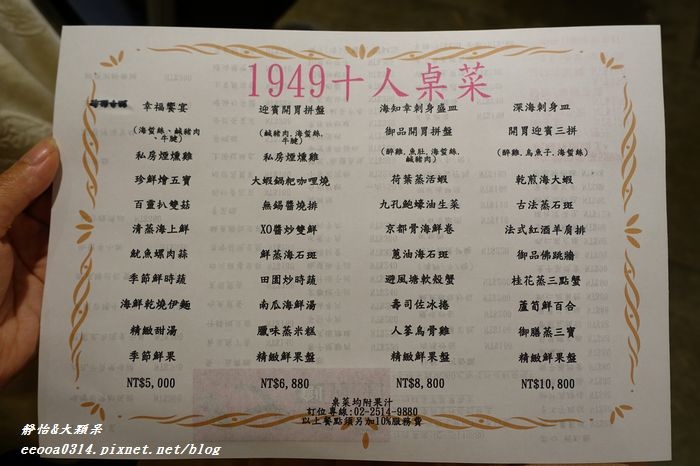 1949十人桌菜
幸福饗宴
(海蜇絲、鹹豬肉、
牛腱)
私房煙燻雞
珍鮮燴五寶
百靈扒雙菇
清蒸海上鮮
魷魚螺肉蒜
季節鮮時蔬
海鮮乾燒伊麵
精緻甜湯
季節鮮果
NT$5,000
迎賓開胃拼盤
(鹹豬肉,海蜇絲,
牛腱)
私房煙燻雞
大蝦鍋粑咖哩燒
無錫醬燒排
XO醬炒雙鮮
鮮蒸海石斑
田園炒時蔬
南瓜海鮮湯
臘味蒸米糕
精緻鮮果盤
NT$6,880
海知幸刺身盛皿
御品開胃拼盤
(醉雞,魚肚,海蜇絲,
鹹豬肉)
荷葉蒸活蝦
九孔鮑蠔油生菜
京都骨海鮮卷
蔥油海石斑
避風塘軟殼蟹
壽司佐冰捲
人蔘烏骨雞
精緻鮮果盤
NT$8,800
深海刺身皿
開胃迎賓三拼
(醉雞,烏魚子,海蜇絲)
乾煎海大蝦
古法蒸石斑
法式紅酒羊肩排
御品佛跳牆
桂花蒸三點蟹
蘆筍鮮百合
御膳蒸三寶
精緻鮮果盤
NT$10,800
桌菜均附果汁
訂位專線:02-2514-9880
以上餐點須另加10%服務費
靜怡&大顆呆
eeooa0314.pixnet.net/blog